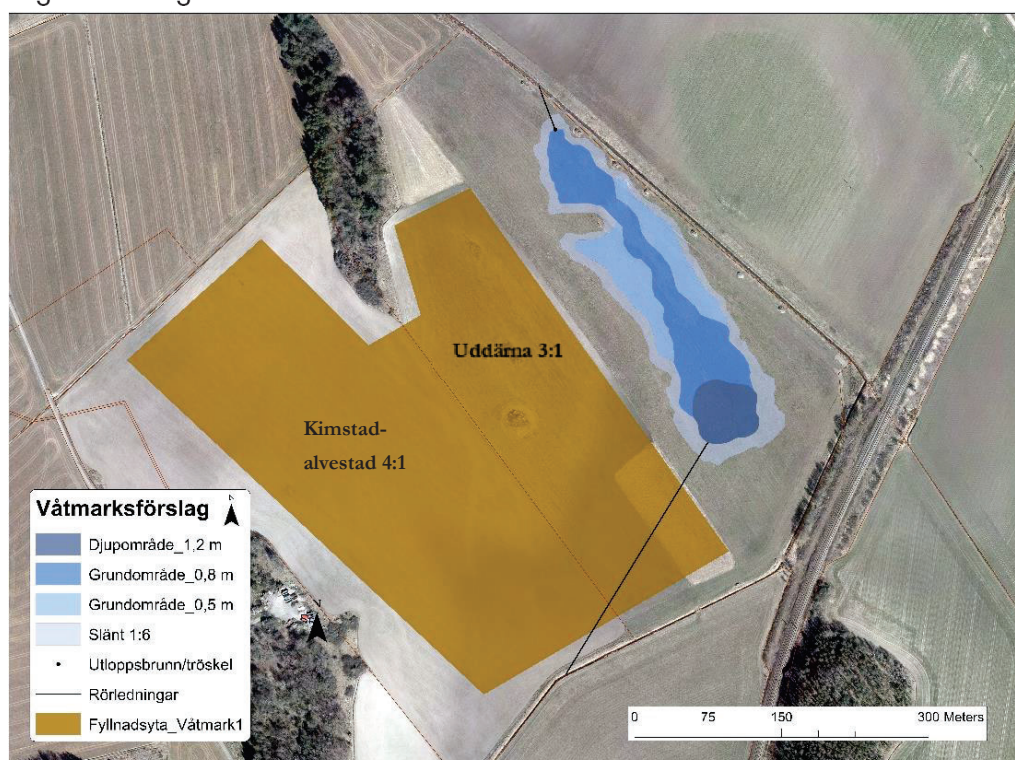 Uddärna 3:1
Kimstad-
alvestad 4:1
Våtmarksförslag
Djupområde_1,2 m
Grundområde_0,8 m
Grundområde_0,5 m
Slänt 1:6
Utloppsbrunn/tröskel
Rörledningar
Fyllnadsyta_Våtmark1
0 75 150 300 Meters